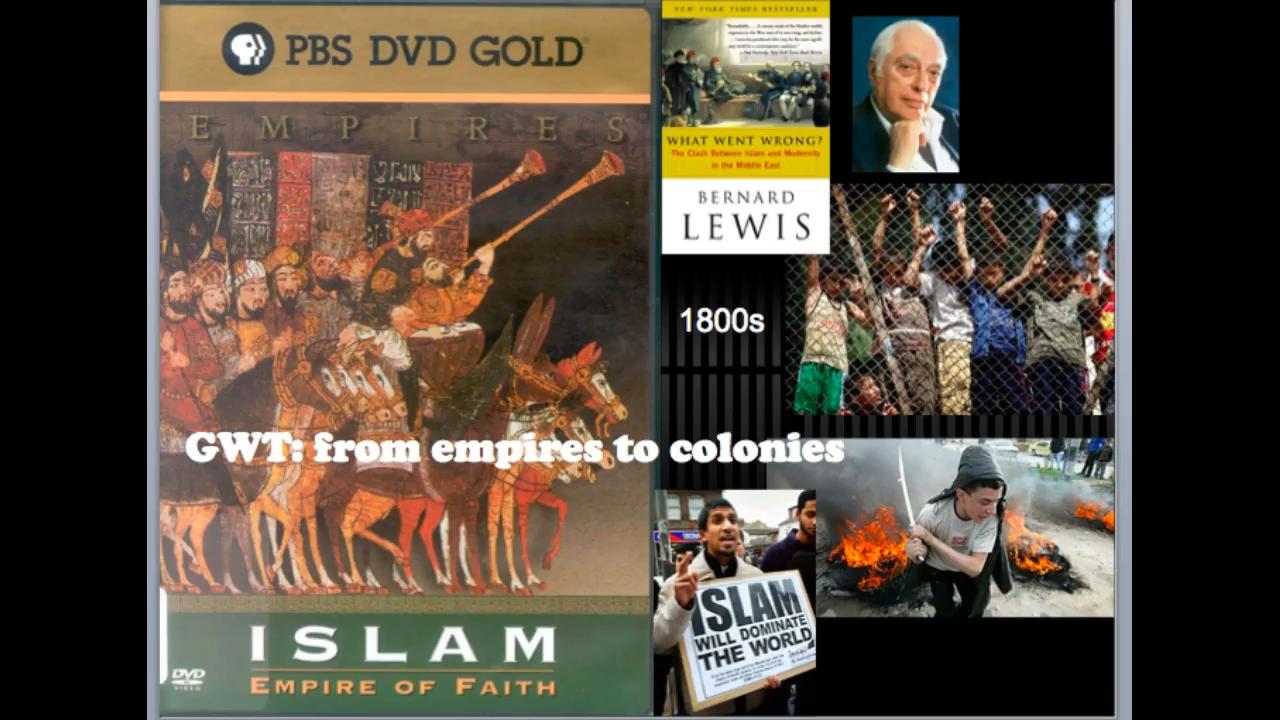 PBS DVD GOLD
EMPIRES
GWT: from empires to colonies
ISLAM
EMPIRE OF FAITH
DVD
VIDEO
NEW YORK TIMES BESTSELLER
WHAT WENT WRONG?
The Clash Between Islam and Modernity
in the Middle East
BERNARD
LEWIS
1800s
ISLAM
WILL DOMINATE
THE WORLD